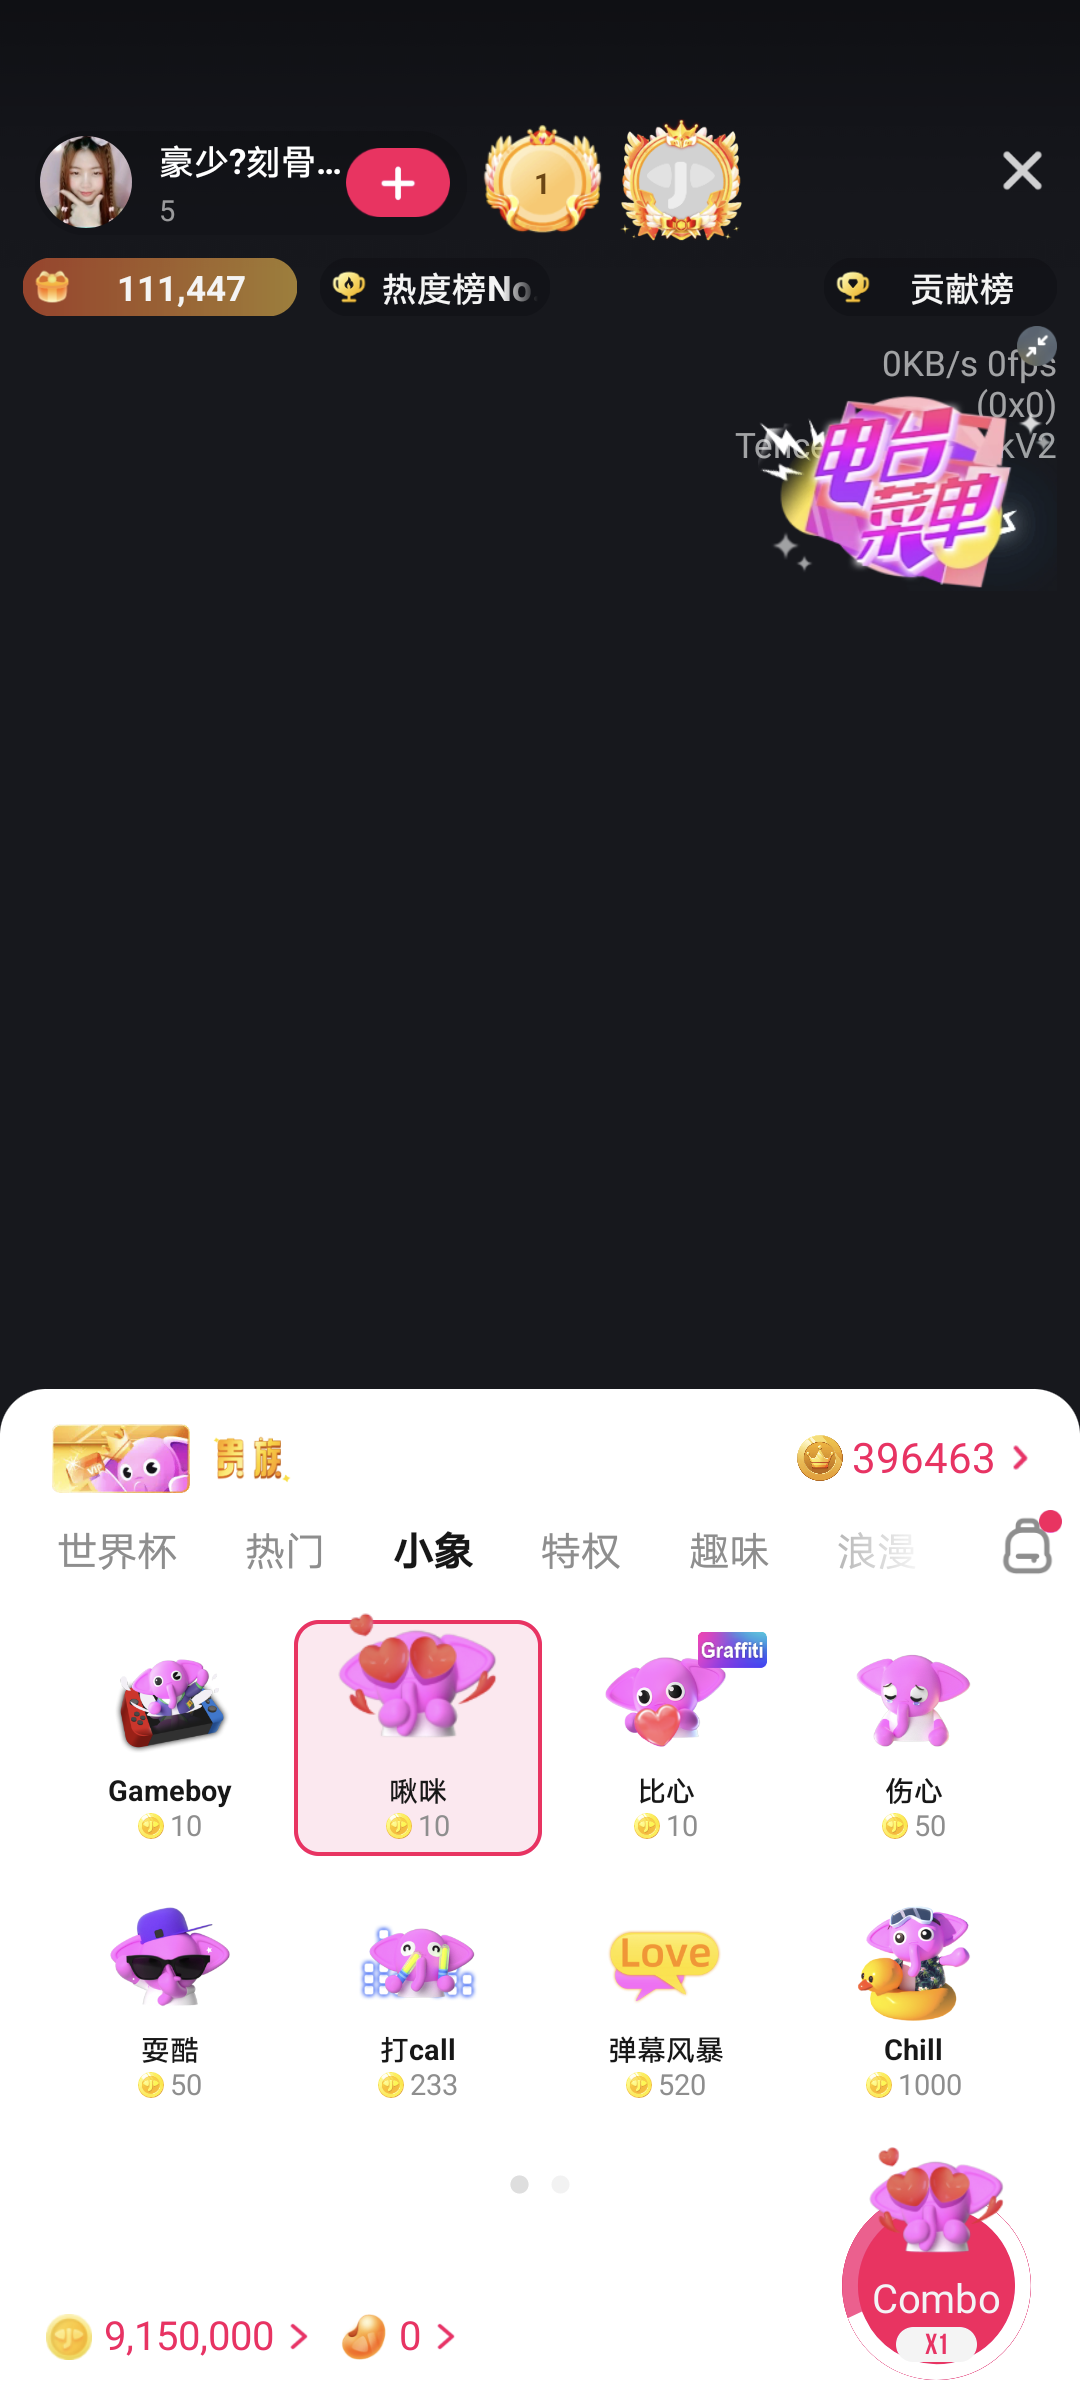 豪少?刻骨...
5
1
111,447
热度榜No.
贡献榜
0KB/s 0fps
(0x0)
电台
菜单
贵族
396463
世界杯 热门 小象 特权 趣味 浪漫
Graffiti
Gameboy 啾咪 比心 伤心
10 10 10 50
Love
耍酷 打call 弹幕风暴 Chill
50 233 520 1000
Combo
X1
9,150,000 0